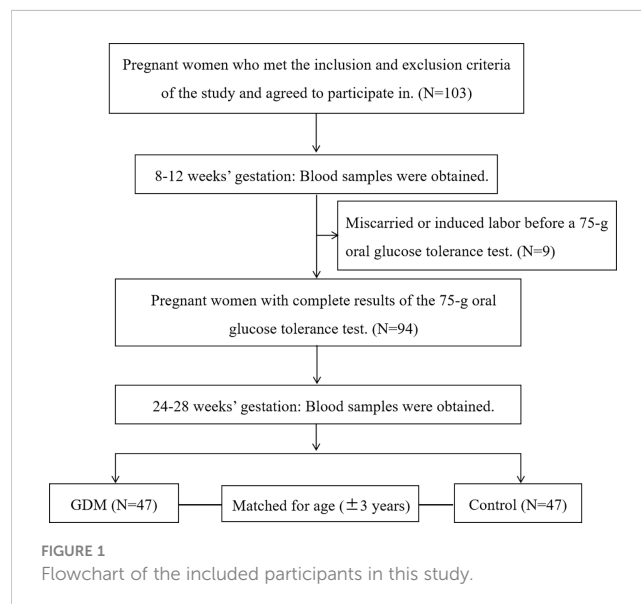 Pregnant women who met the inclusion and exclusion criteria
of the study and agreed to participate in. (N=103)
8-12 weeks’ gestation: Blood samples were obtained.
Miscarried or induced labor before a 75-g
oral glucose tolerance test. (N=9)
Pregnant women with complete results of the 75-g oral
glucose tolerance test. (N=94)
24-28 weeks’ gestation: Blood samples were obtained.
GDM (N=47)
Matched for age (±3 years)
Control (N=47)
FIGURE 1
Flowchart of the included participants in this study.